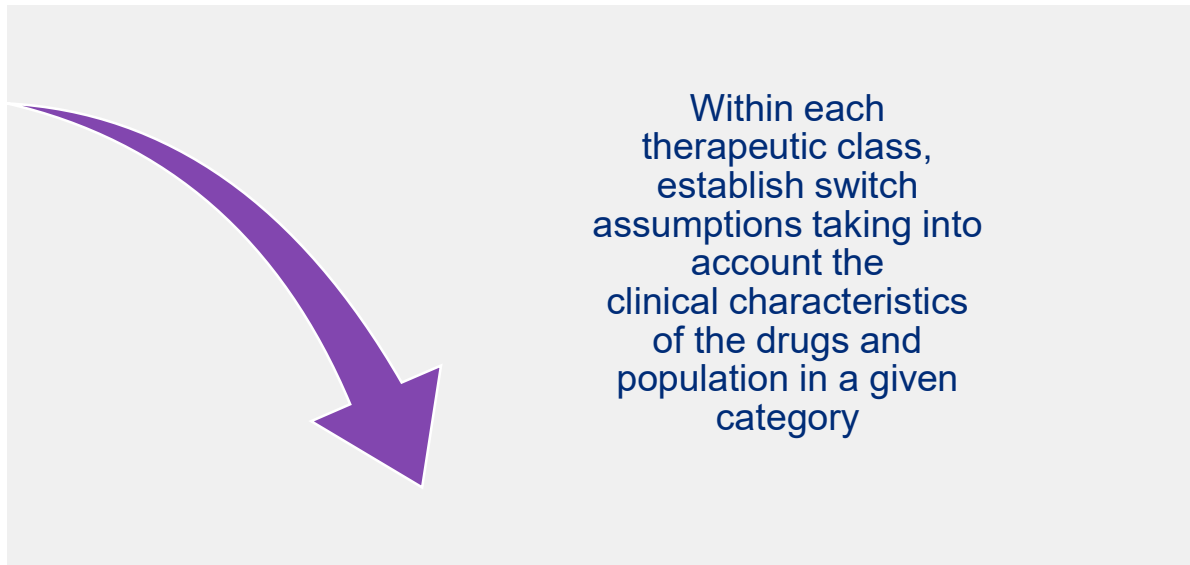 Within each
therapeutic class,
establish switch
assumptions taking into
account the
clinical characteristics
of the drugs and
population in a given
category